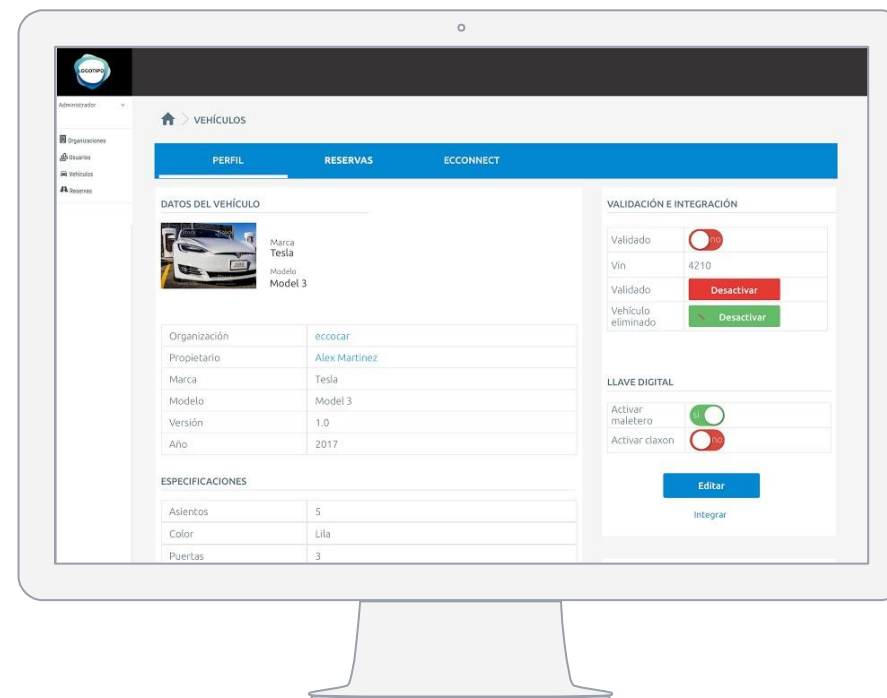 LOGOTIPO
Administrador
Organizaciones
Usuarios
Vehículos
Reservas
VEHÍCULOS
PERFIL RESERVAS ECCONNECT
DATOS DEL VEHÍCULO
Marca
Tesla
Modelo
Model 3
Organización eccocar
Propietario Alex Martinez
Marca Tesla
Modelo Model 3
Versión 1.0
Año 2017
ESPECIFICACIONES
Asientos 5
Color Lila
Puertas 3
VALIDACIÓN E INTEGRACIÓN
Validado no
Vin 4210
Validado Desactivar
Vehículo
eliminado Desactivar
LLAVE DIGITAL
Activar
maletero si
Activar claxon no
Editar
Integrar